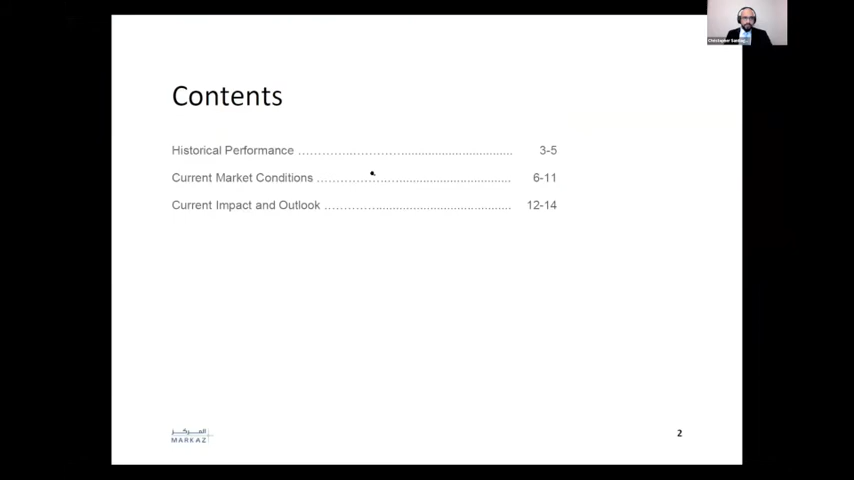 Christopher
Contents
Historical Performance ................................................ 3-5
Current Market Conditions ................................................ 6-11
Current Impact and Outlook ................................................ 12-14
المركز
MARKAZ
2